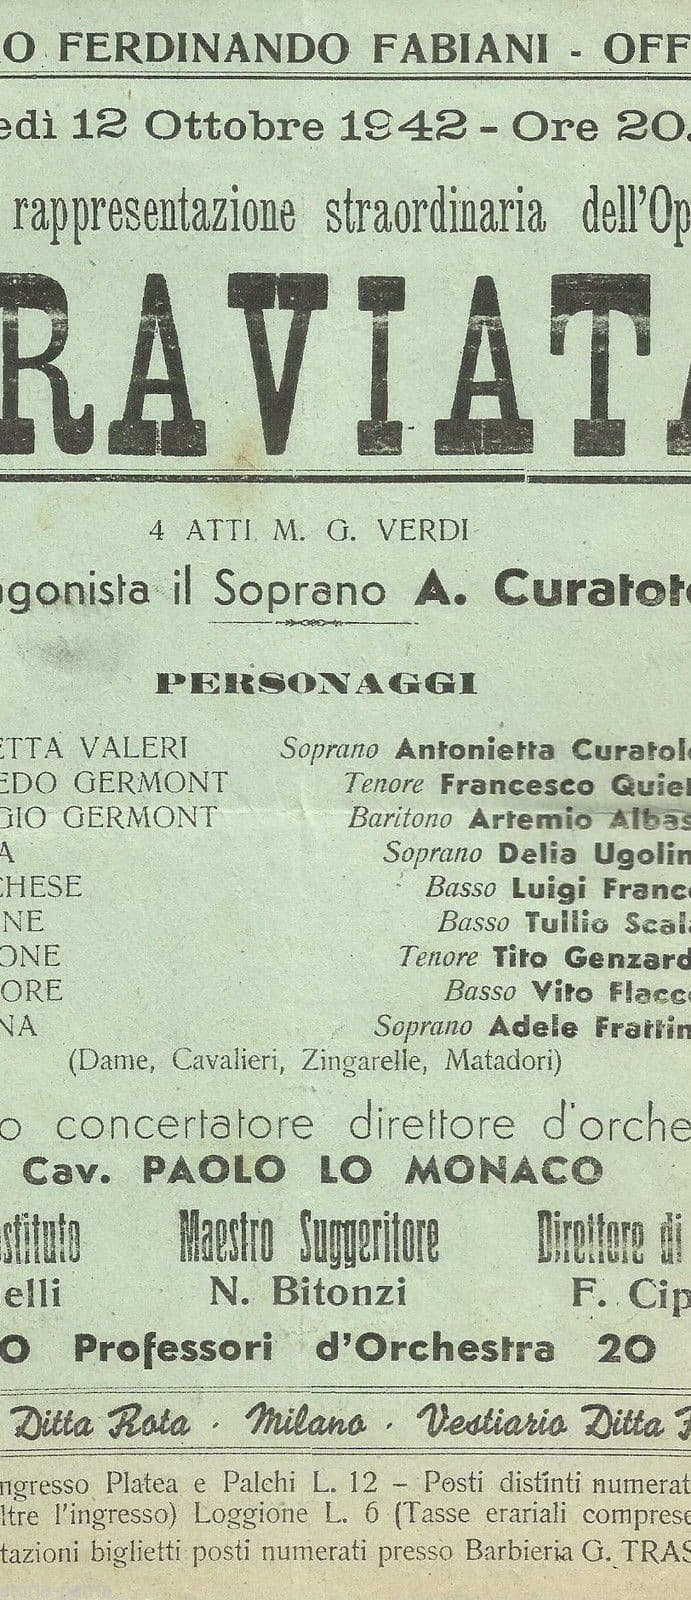 O FERDINANDO FABIANI - OFF
edì 12 Ottobre 1942 - Ore 20.
rappresentazione straordinaria dell'Op
RAVIATA
4 ATTI M. G. VERDI
agonista il Soprano A. Curatolo
PERSONAGGI
ETTA VALERI Soprano Antonietta Curatolo
EDO GERMONT Tenore Francesco Quiet
GIO GERMONT Baritono Artemio Albas
A Soprano Delia Ugolin
CHESE Basso Luigi France
NE Basso Tullio Scala
ONE Tenore Tito Genzard
ORE Basso Vito Flacco
NA Soprano Adele Frattin
(Dame, Cavalieri, Zingarelle, Matadori)
o concertatore direttore d'orche
Cav. PAOLO LO MONACO
stituto Maestro Suggeritore Direttore di
elli N. Bitonzi F. Cip
O Professori d'Orchestra 20
Ditta Rota · Milano · Vestiario Ditta
ngresso Platea e Palchi L. 12 - Posti distinti numerat
ltre l'ingresso) Loggione L. 6 (Tasse erariali comprese
tazioni biglietti posti numerati presso Barbieria G. TRAS